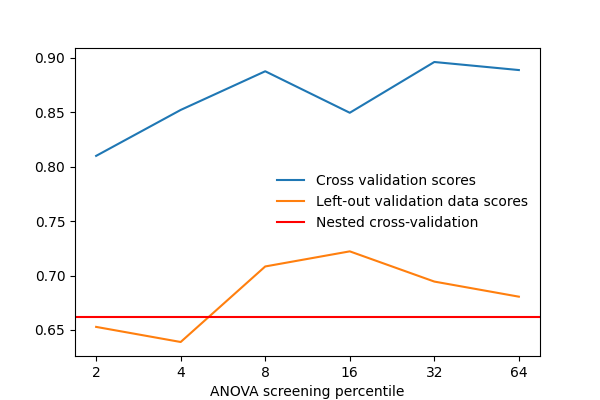 0.90
0.85
0.80
0.75
0.70
0.65
Cross validation scores
Left-out validation data scores
Nested cross-validation
2 4 8 16 32 64
ANOVA screening percentile